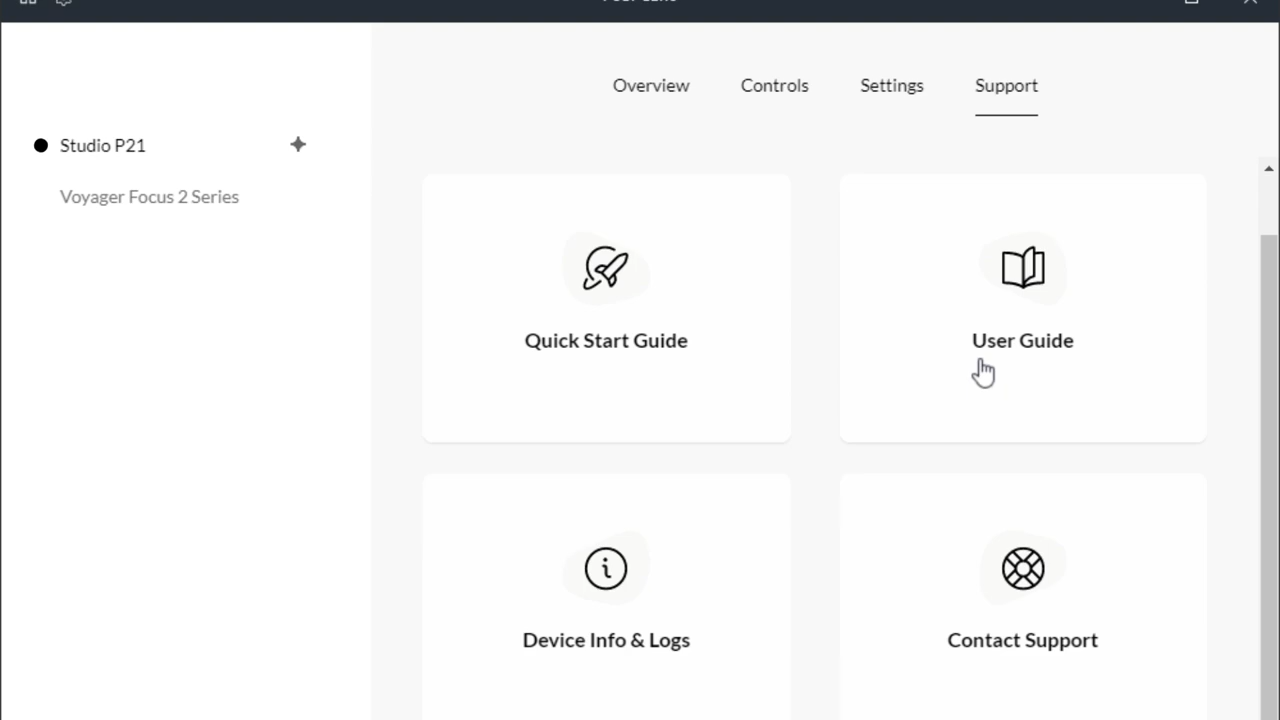 Overview Controls Settings Support
Studio P21
Voyager Focus 2 Series
Quick Start Guide
User Guide
Device Info & Logs
Contact Support